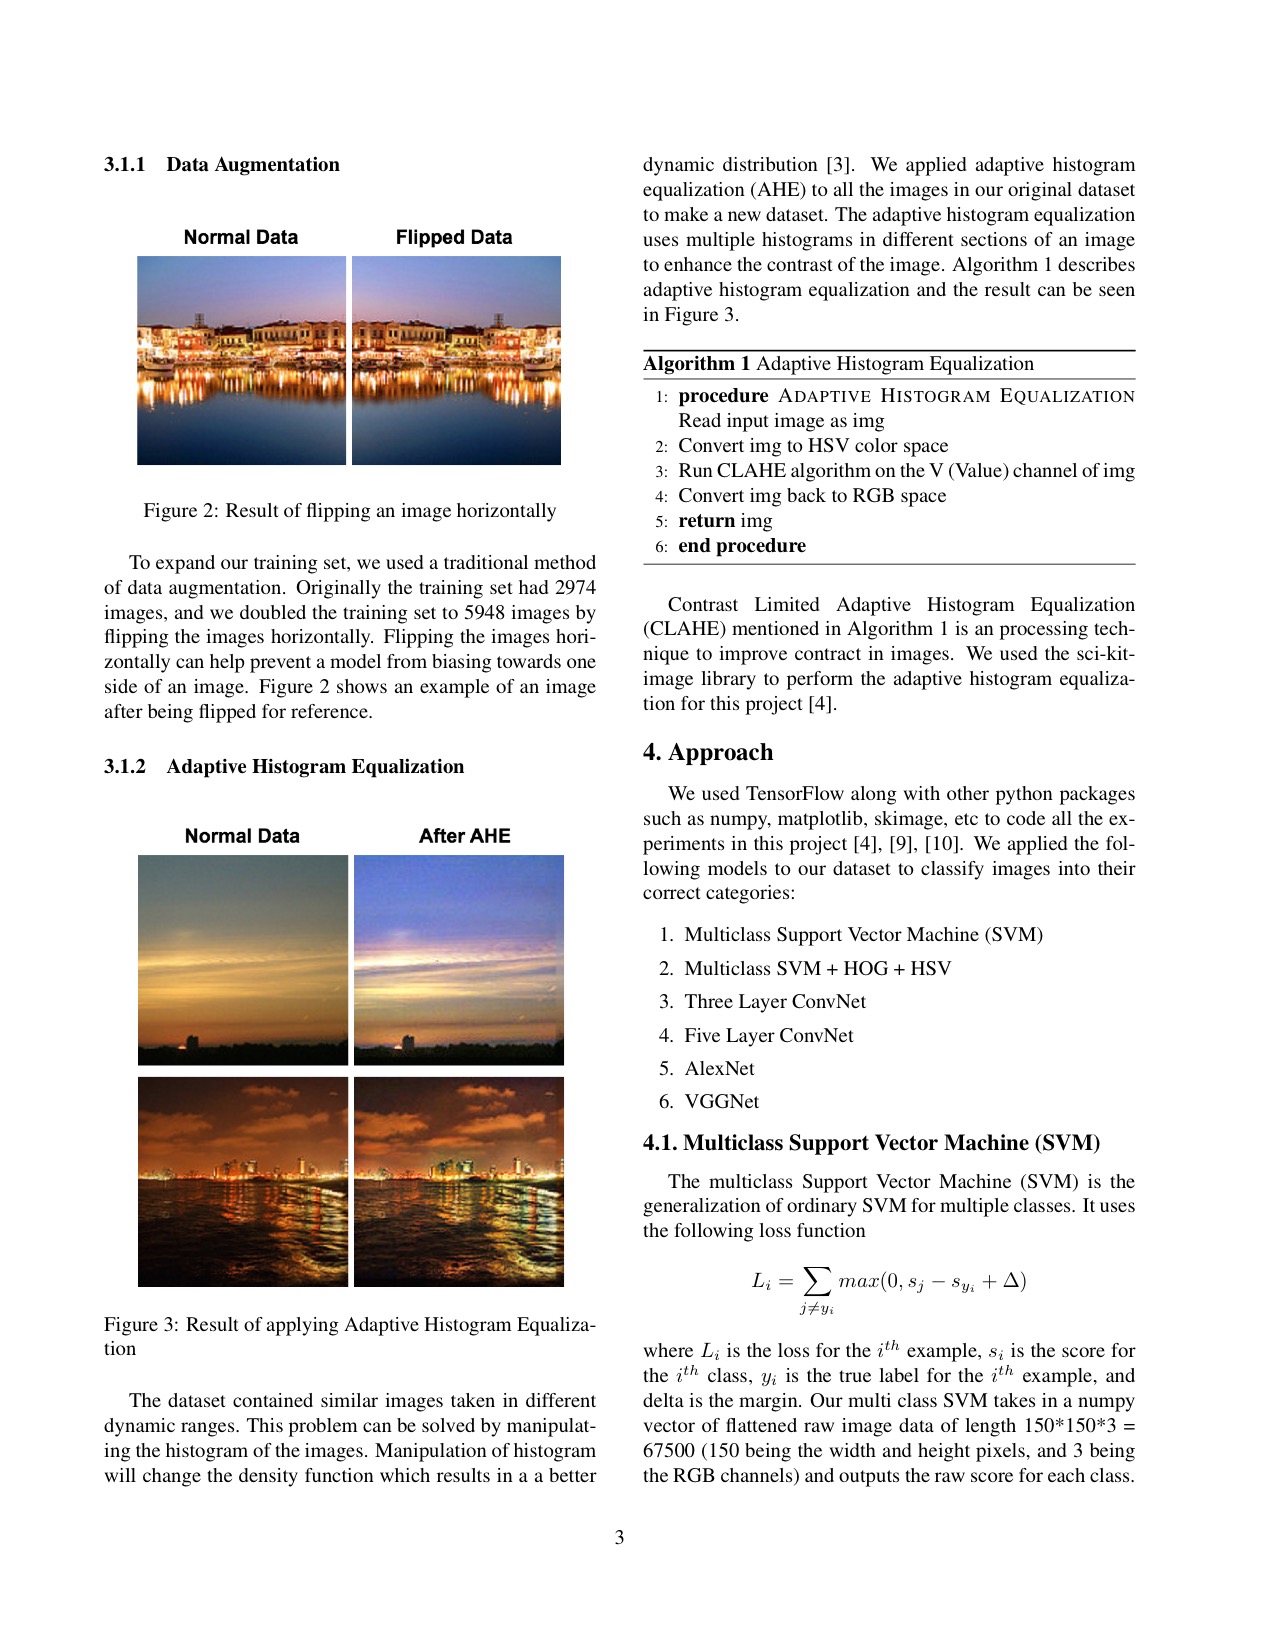 3.1.1 Data Augmentation
Normal Data Flipped Data
Figure 2: Result of flipping an image horizontally
To expand our training set, we used a traditional method
of data augmentation. Originally the training set had 2974
images, and we doubled the training set to 5948 images by
flipping the images horizontally. Flipping the images hori-
zontally can help prevent a model from biasing towards one
side of an image. Figure 2 shows an example of an image
after being flipped for reference.
3.1.2 Adaptive Histogram Equalization
Normal Data After AHE
Figure 3: Result of applying Adaptive Histogram Equaliza-
tion
The dataset contained similar images taken in different
dynamic ranges. This problem can be solved by manipulat-
ing the histogram of the images. Manipulation of histogram
will change the density function which results in a a better
dynamic distribution [3]. We applied adaptive histogram
equalization (AHE) to all the images in our original dataset
to make a new dataset. The adaptive histogram equalization
uses multiple histograms in different sections of an image
to enhance the contrast of the image. Algorithm 1 describes
adaptive histogram equalization and the result can be seen
in Figure 3.
Algorithm 1 Adaptive Histogram Equalization
1: procedure ADAPTIVE HISTOGRAM EQUALIZATION
Read input image as img
2: Convert img to HSV color space
3: Run CLAHE algorithm on the V (Value) channel of img
4: Convert img back to RGB space
5: return img
6: end procedure
Contrast Limited Adaptive Histogram Equalization
(CLAHE) mentioned in Algorithm 1 is an processing tech-
nique to improve contract in images. We used the sci-kit-
image library to perform the adaptive histogram equaliza-
tion for this project [4].
4. Approach
We used TensorFlow along with other python packages
such as numpy, matplotlib, skimage, etc to code all the ex-
periments in this project [4], [9], [10]. We applied the fol-
lowing models to our dataset to classify images into their
correct categories:
1. Multiclass Support Vector Machine (SVM)
2. Multiclass SVM + HOG + HSV
3. Three Layer ConvNet
4. Five Layer ConvNet
5. AlexNet
6. VGGNet
4.1. Multiclass Support Vector Machine (SVM)
The multiclass Support Vector Machine (SVM) is the
generalization of ordinary SVM for multiple classes. It uses
the following loss function
L_i = ∑_{j≠y_i} max(0, s_j − s_{y_i} + Δ)
where L_i is the loss for the i^{th} example, s_i is the score for
the i^{th} class, y_i is the true label for the i^{th} example, and
delta is the margin. Our multi class SVM takes in a numpy
vector of flattened raw image data of length 150*150*3 =
67500 (150 being the width and height pixels, and 3 being
the RGB channels) and outputs the raw score for each class.
3